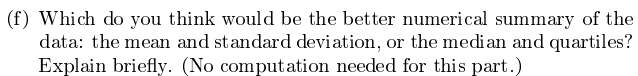 (f) Which do you think would be the better numerical summary of the
data: the mean and standard deviation, or the median and quartiles?
Explain briefly. (No computation needed for this part.)